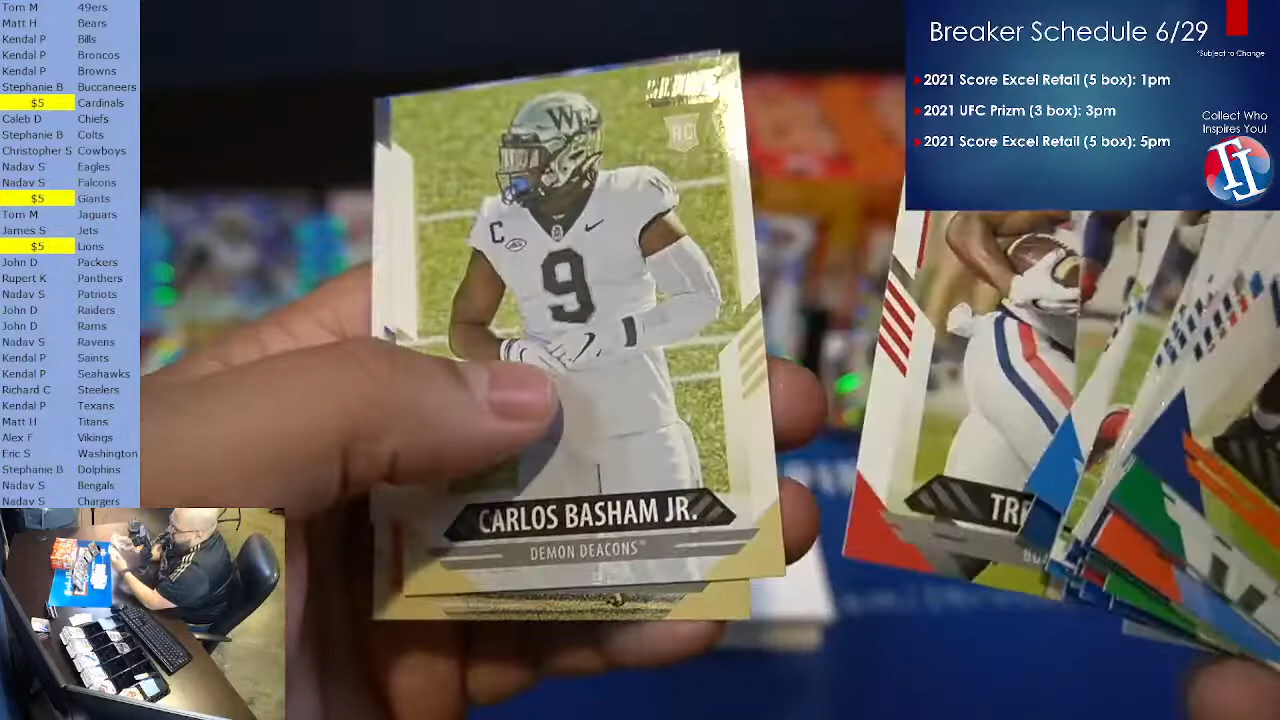 Tom M 49ers
Matt H Bears
Kendal P Bills
Kendal P Broncos
Kendal P Browns
Stephanie B Buccaneers
$5 Cardinals
Caleb D Chiefs
Stephanie B Colts
Christopher S Cowboys
Nadav S Eagles
Nadav S Falcons
$5 Giants
Tom M Jaguars
James S Jets
$5 Lions
John D Packers
Rupert K Panthers
Nadav S Patriots
John D Raiders
John D Rams
Nadav S Ravens
Kendal P Saints
Kendal P Seahawks
Richard C Steelers
Kendal P Texans
Matt H Titans
Alex F Vikings
Eric S Washington
Stephanie B Dolphins
Nadav S Bengals
Nadav S Chargers
RC
W
C
9
CARLOS BASHAM JR.
DEMON DEACONS
TRE
Breaker Schedule 6/29
*Subject to Change
2021 Score Excel Retail (5 box): 1pm
2021 UFC Prizm (3 box): 3pm
2021 Score Excel Retail (5 box): 5pm
Collect Who
Inspires You!